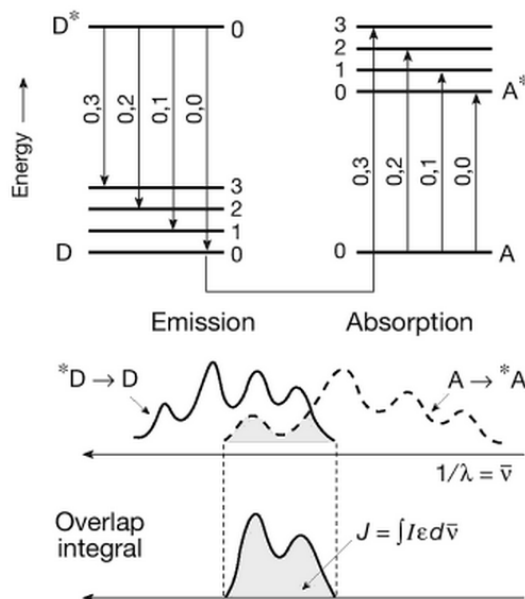 D* 0
0,3 0,2 0,1 0,0
3
2
1
D 0
Energy
3
2
1
0 A*
0,3 0,2 0,1 0,0
0 A
Emission Absorption
*D → D A → *A
1/λ = ν̅
Overlap
integral
J = ∫Iεdν̅